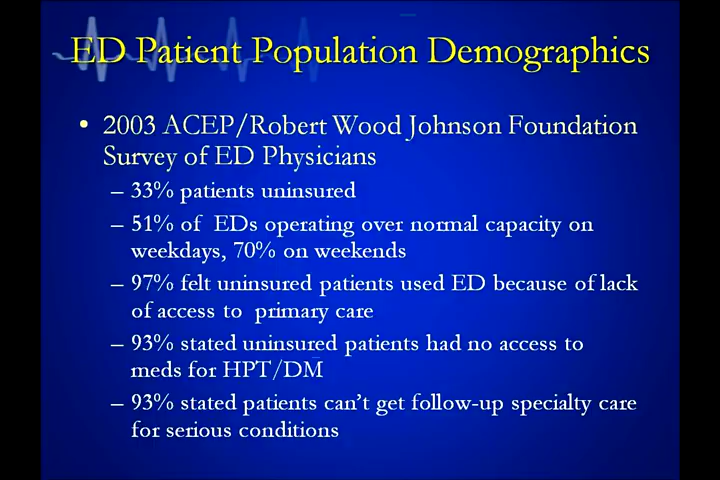 ED Patient Population Demographics
• 2003 ACEP/Robert Wood Johnson Foundation
Survey of ED Physicians
– 33% patients uninsured
– 51% of EDs operating over normal capacity on
weekdays, 70% on weekends
– 97% felt uninsured patients used ED because of lack
of access to primary care
– 93% stated uninsured patients had no access to
meds for HPT/DM
– 93% stated patients can't get follow-up specialty care
for serious conditions